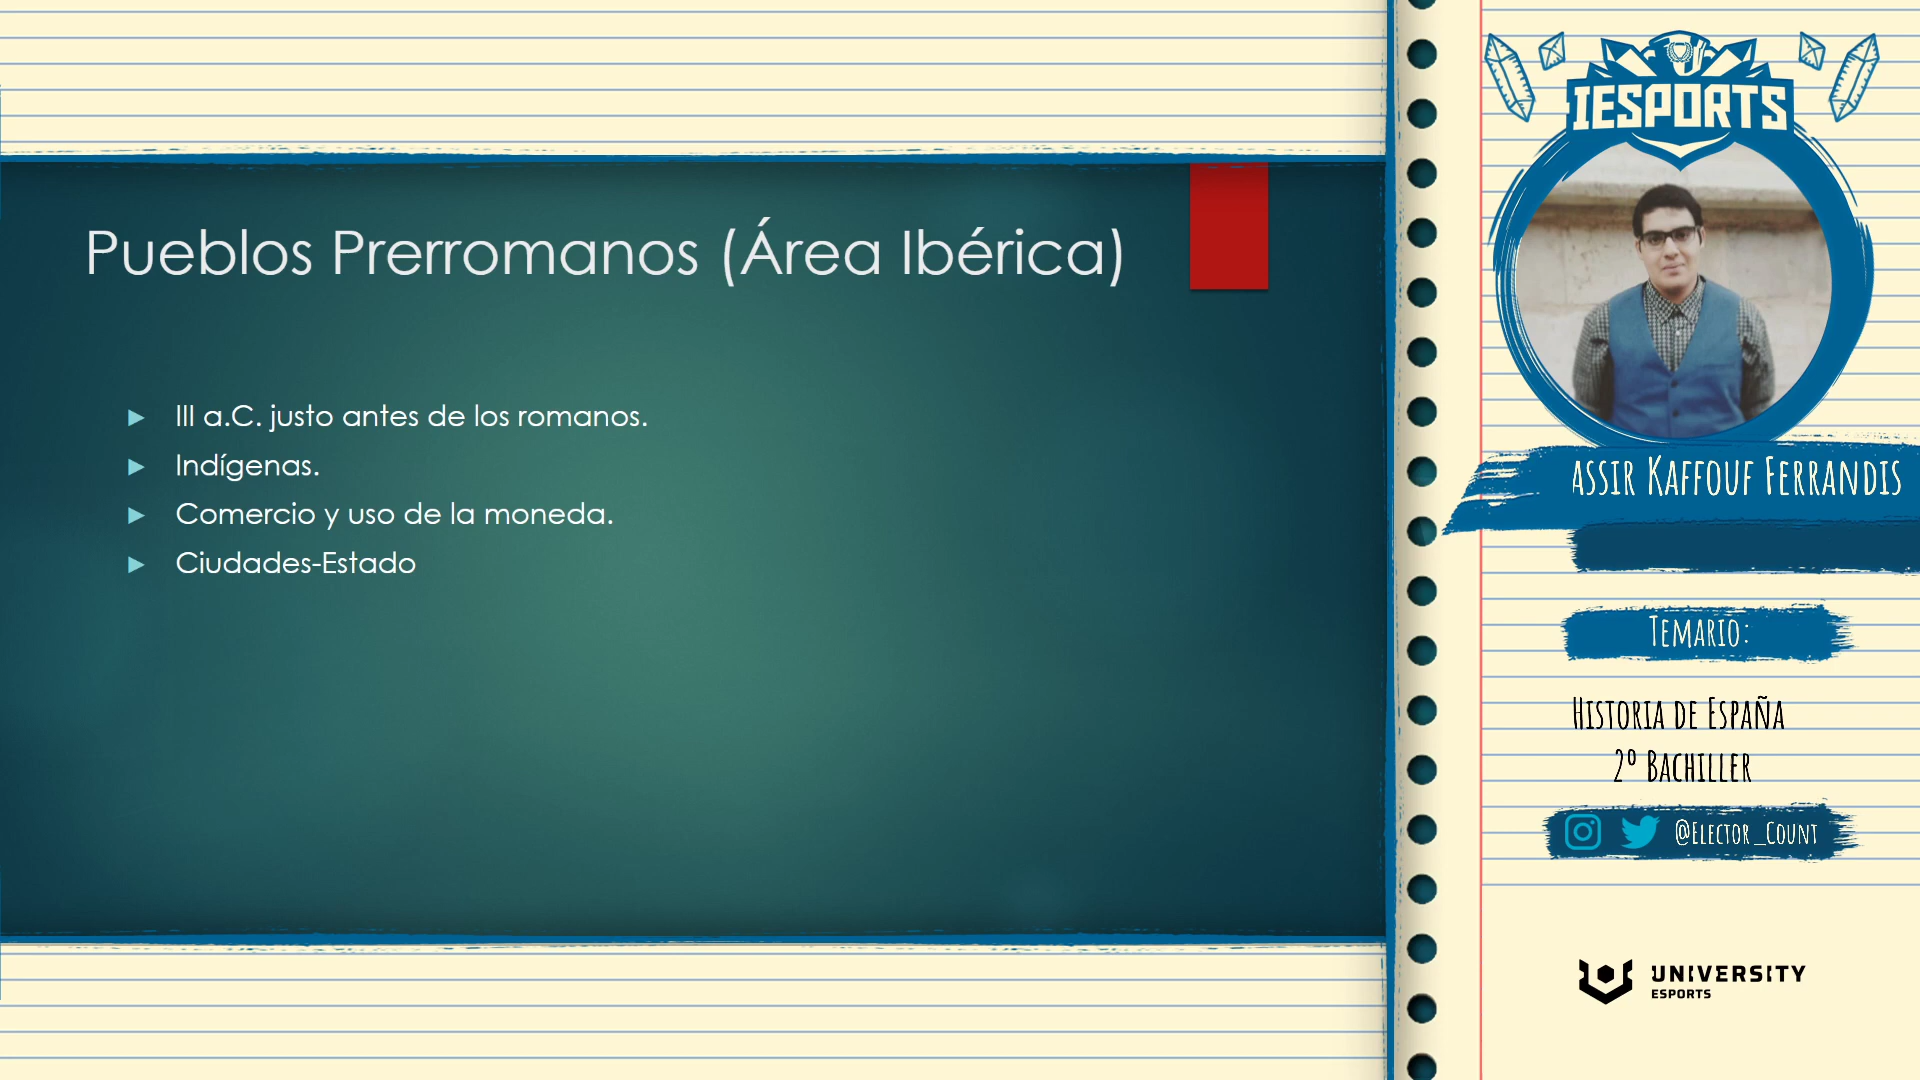 Pueblos Prerromanos (Área Ibérica)
III a.C. justo antes de los romanos.
Indígenas.
Comercio y uso de la moneda.
Ciudades-Estado
IESPORTS
ASSIR KAFFOUF FERRANDIS
TEMARIO:
HISTORIA DE ESPAÑA
2º BACHILLER
@ELECTOR_COUNT
UNIVERSITY
ESPORTS